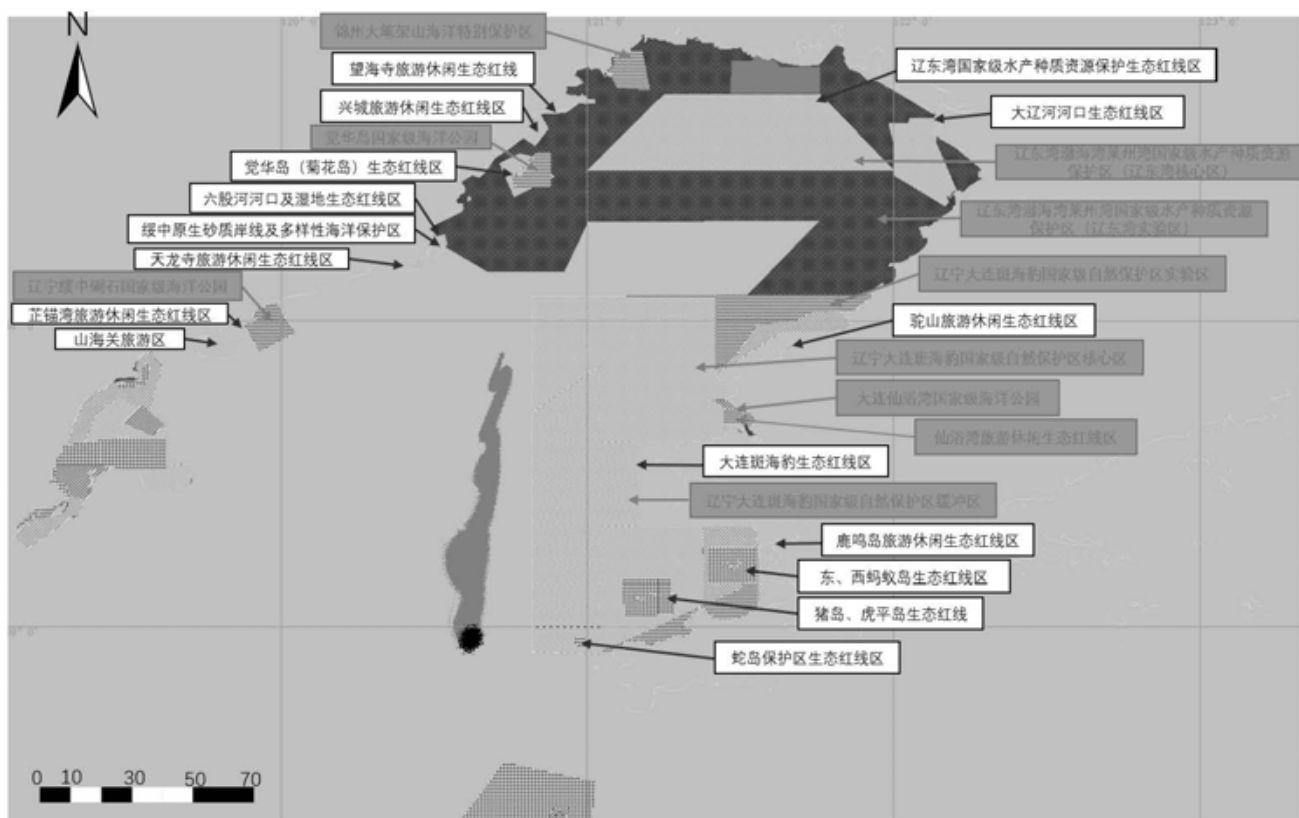 N
120° 0′
121° 0′
122° 0′
123° 0′
锦州大笔架山海洋特别保护区
望海寺旅游休闲生态红线
兴城旅游休闲生态红线区
觉华岛国家级海洋公园
觉华岛（菊花岛）生态红线区
六股河河口及湿地生态红线区
绥中原生砂质岸线及多样性海洋保护区
天龙寺旅游休闲生态红线区
辽宁绥中碣石国家级海洋公园
芷锚湾旅游休闲生态红线区
山海关旅游区
辽东湾国家级水产种质资源保护生态红线区
大辽河河口生态红线区
辽东湾渤海湾莱州湾国家级水产种质资源
保护区（辽东湾核心区）
辽东湾渤海湾莱州湾国家级水产种质资源
保护区（辽东湾实验区）
辽宁大连斑海豹国家级自然保护区实验区
驼山旅游休闲生态红线区
辽宁大连斑海豹国家级自然保护区核心区
大连仙浴湾国家级海洋公园
仙浴湾旅游休闲生态红线区
大连斑海豹生态红线区
辽宁大连斑海豹国家级自然保护区缓冲区
鹿鸣岛旅游休闲生态红线区
东、西蚂蚁岛生态红线区
猪岛、虎平岛生态红线
蛇岛保护区生态红线区
0 10 30 50 70